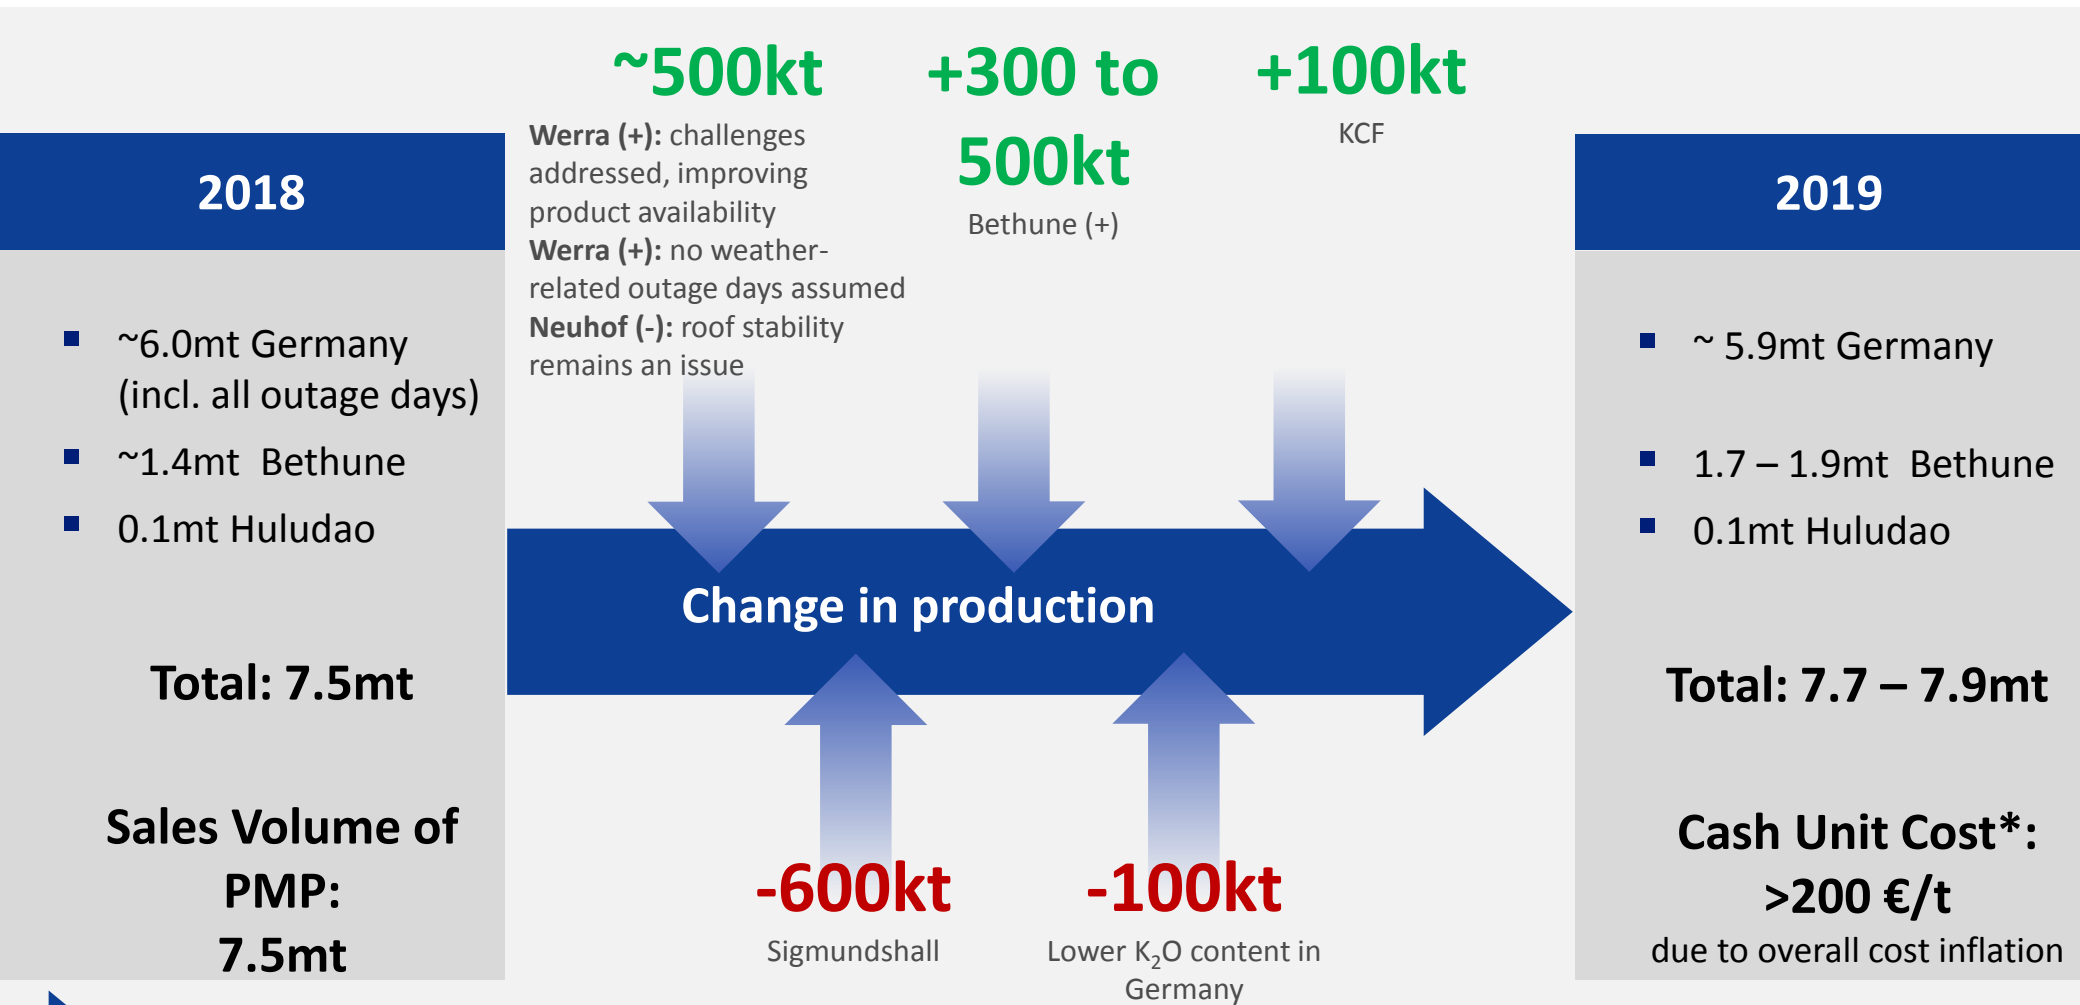 2018
~6.0mt Germany
(incl. all outage days)
~1.4mt Bethune
0.1mt Huludao
Total: 7.5mt
Sales Volume of
PMP:
7.5mt
~500kt
Werra (+): challenges
addressed, improving
product availability
Werra (+): no weather-
related outage days assumed
Neuhof (-): roof stability
remains an issue
+300 to
500kt
Bethune (+)
+100kt
KCF
Change in production
-600kt
Sigmundshall
-100kt
Lower K₂O content in
Germany
2019
~ 5.9mt Germany
1.7 – 1.9mt Bethune
0.1mt Huludao
Total: 7.7 – 7.9mt
Cash Unit Cost*:
>200 €/t
due to overall cost inflation